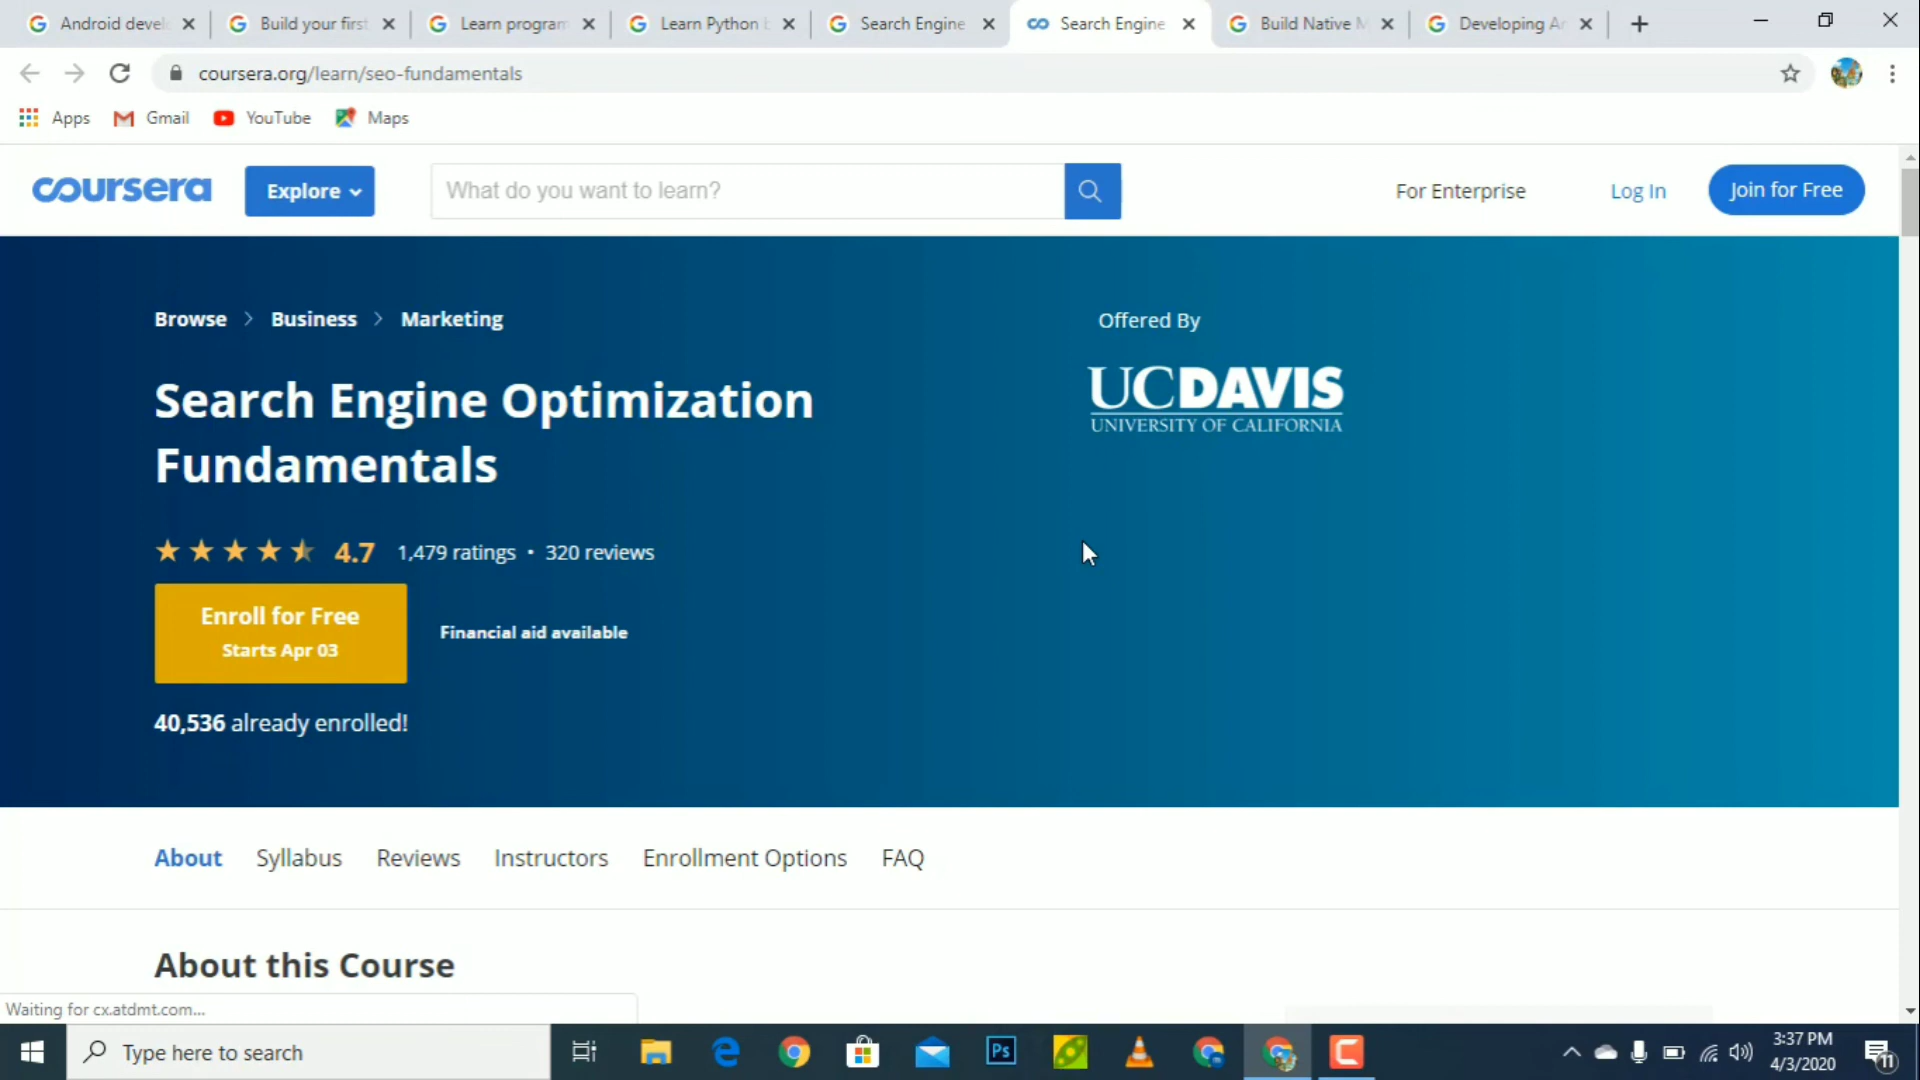 Android devel
Build your first
Learn program
Learn Python b
Search Engine
Search Engine
Build Native M
Developing An
coursera.org/learn/seo-fundamentals
Apps
Gmail
YouTube
Maps
coursera
Explore
What do you want to learn?
For Enterprise
Log In
Join for Free
Browse > Business > Marketing
Offered By
UCDAVIS
UNIVERSITY OF CALIFORNIA
Search Engine Optimization
Fundamentals
4.7 1,479 ratings • 320 reviews
Enroll for Free
Starts Apr 03
Financial aid available
40,536 already enrolled!
About
Syllabus
Reviews
Instructors
Enrollment Options
FAQ
About this Course
Waiting for cx.atdmt.com...
Type here to search
Ps
3:37 PM
4/3/2020
11